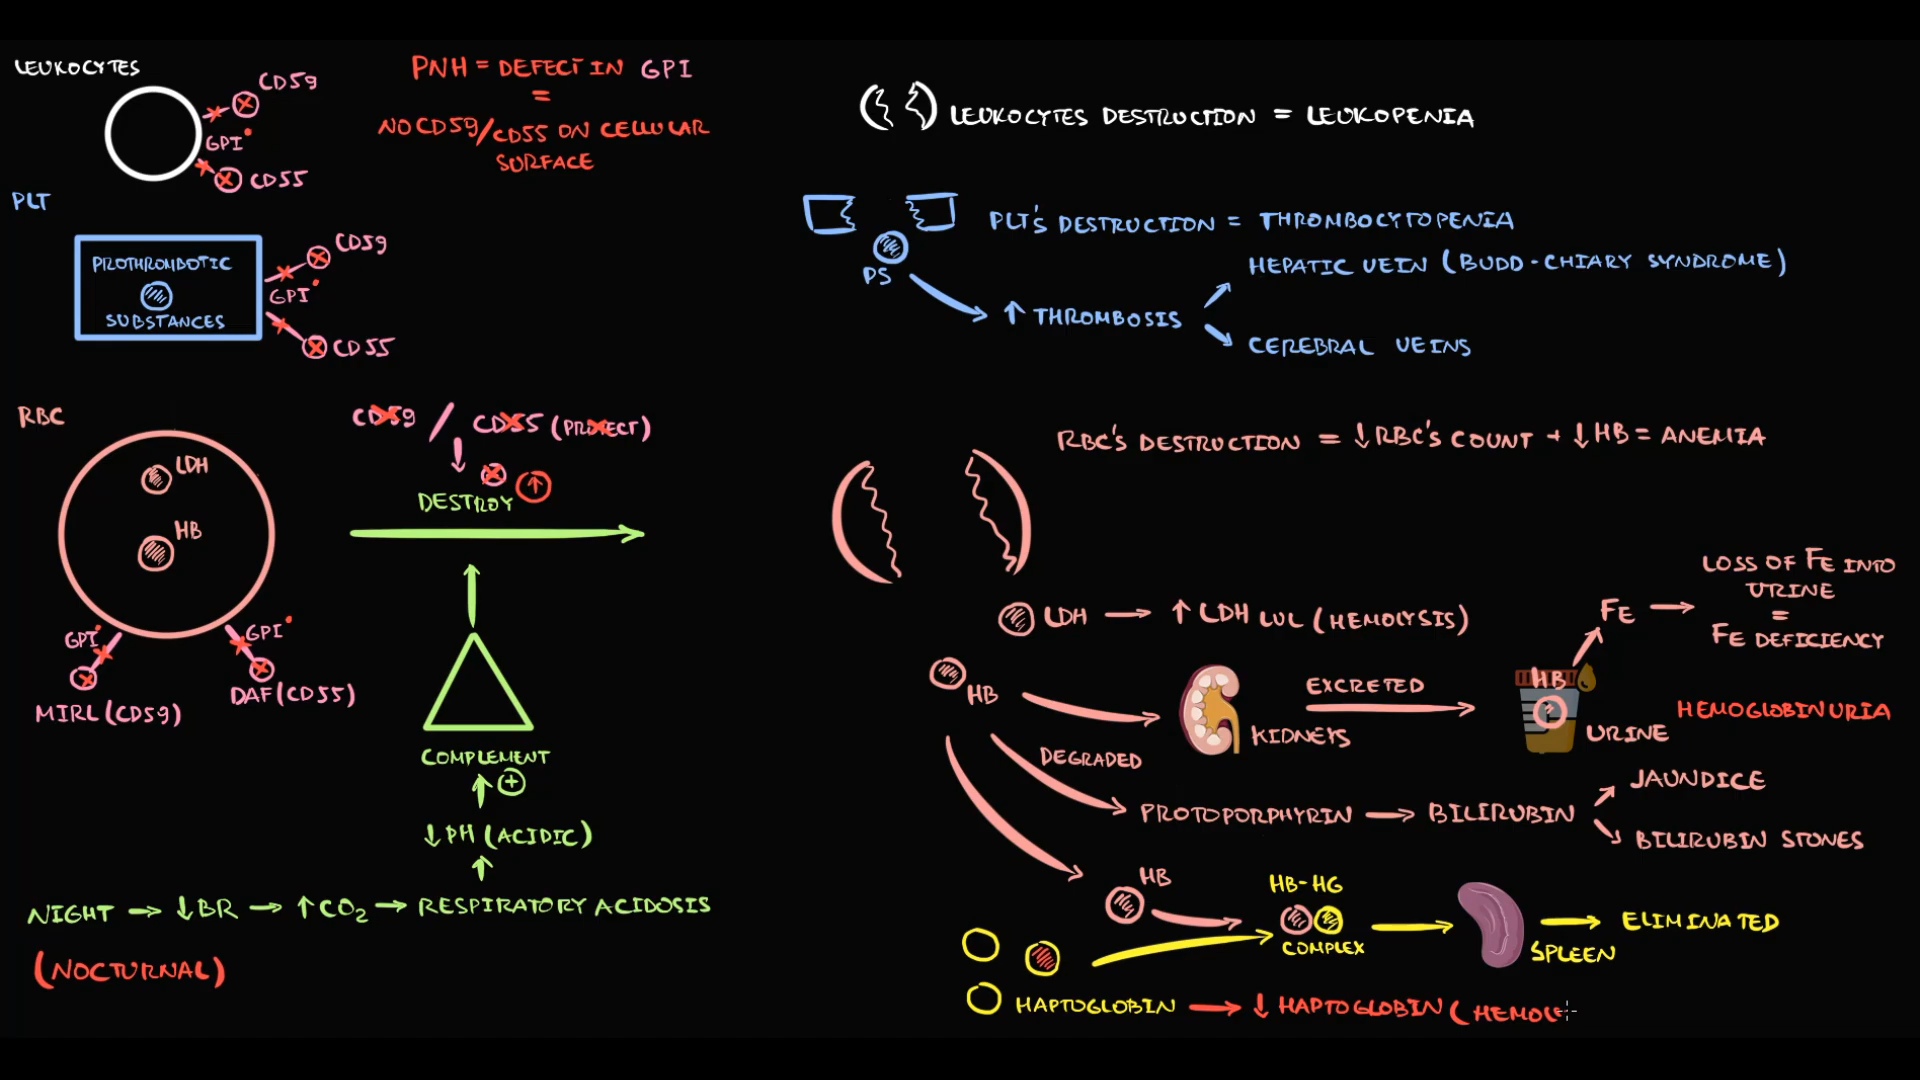 LEUKOCYTES
CD59
GPI
CD55
PNH = DEFECT IN GPI
=
NO CD59/CD55 ON CELLULAR
SURFACE
PLT
PROTHROMBOTIC
SUBSTANCES
CD59
GPI
CD55
RBC
LDH
HB
GPI
GPI
MIRL (CD59)
DAF (CD55)
CD59 / CD55 (PROTECT)
↓
DESTROY ↑
COMPLEMENT
↑ +
↓ PH (ACIDIC)
↑
NIGHT → ↓ BR → ↑ CO2 → RESPIRATORY ACIDOSIS
(NOCTURNAL)
LEUKOCYTES DESTRUCTION = LEUKOPENIA
PLT'S DESTRUCTION = THROMBOCYTOPENIA
PS
↑ THROMBOSIS
HEPATIC VEIN (BUDD-CHIARY SYNDROME)
CEREBRAL VEINS
RBC'S DESTRUCTION = ↓ RBC'S COUNT + ↓ HB = ANEMIA
LDH → ↑ LDH LVL (HEMOLYSIS)
HB
KIDNEYS
EXCRETED
HB
URINE
FE →
LOSS OF FE INTO
URINE
=
FE DEFICIENCY
HEMOGLOBINURIA
DEGRADED
PROTOPORPHYRIN → BILIRUBIN
JAUNDICE
BILIRUBIN STONES
HB
HB-HG
COMPLEX
SPLEEN
ELIMINATED
HAPTOGLOBIN → ↓ HAPTOGLOBIN (HEMOL